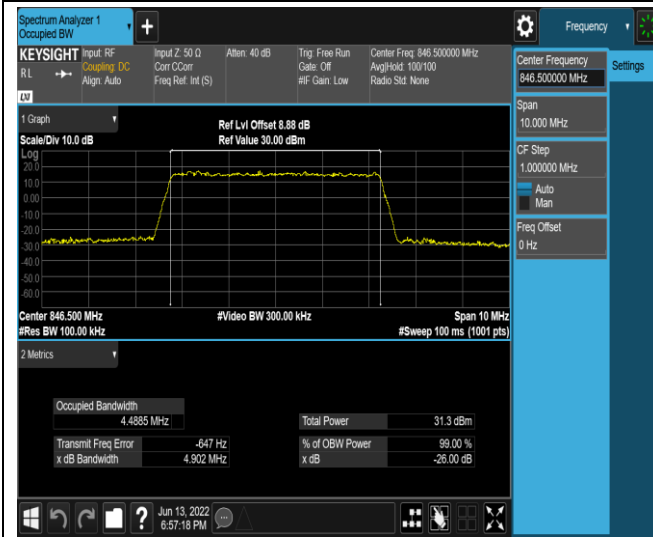 Spectrum Analyzer 1
Occupied BW
+
Frequency
KEYSIGHT
RL
Input: RF
Coupling: DC
Align: Auto
Input Z: 50 Ω
Corr CCorr
Freq Ref: Int (S)
Atten: 40 dB
Trig: Free Run
Gate: Off
#IF Gain: Low
Center Freq: 846.500000 MHz
Avg|Hold: 100/100
Radio Std: None
LXI
Center Frequency
846.500000 MHz
Settings
Span
10.000 MHz
CF Step
1.000000 MHz
Auto
Man
Freq Offset
0 Hz
1 Graph
Scale/Div 10.0 dB
Ref Lvl Offset 8.88 dB
Ref Value 30.00 dBm
Log
20.0
10.0
0.00
-10.0
-20.0
-30.0
-40.0
-50.0
-60.0
Center 846.500 MHz
#Video BW 300.00 kHz
Span 10 MHz
#Res BW 100.00 kHz
#Sweep 100 ms (1001 pts)
2 Metrics
Occupied Bandwidth
4.4885 MHz
Total Power 31.3 dBm
Transmit Freq Error -647 Hz
% of OBW Power 99.00 %
x dB Bandwidth 4.902 MHz
x dB -26.00 dB
?
Jun 13, 2022
6:57:18 PM